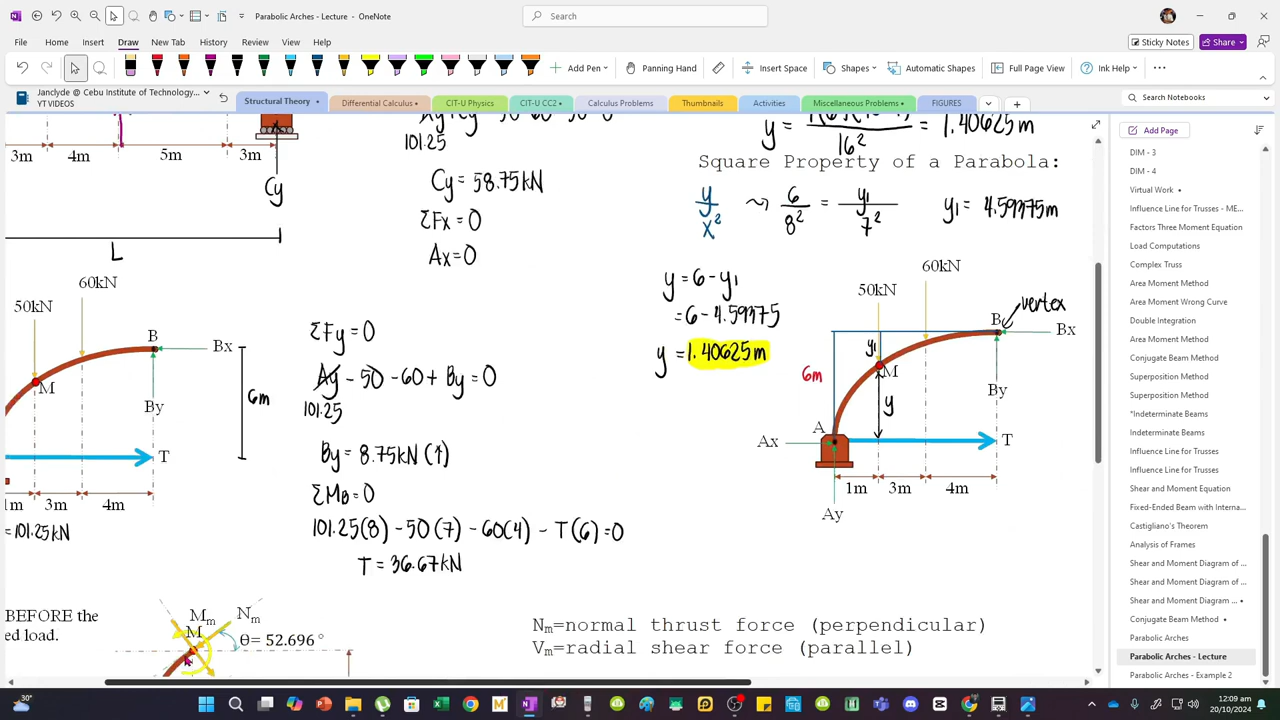 Parabolic Arches - Lecture - OneNote
Search
File Home Insert Draw New Tab History Review View Help
Sticky Notes
Share
Add Pen
Panning Hand
Insert Space
Shapes
Automatic Shapes
Full Page View
Ink Help
Janclyde @ Cebu Institute of Technology...
YT VIDEOS
Structural Theory
Differential Calculus
CIT-U Physics
CIT-U CC2
Calculus Problems
Thumbnails
Activities
Miscellaneous Problems
FIGURES
Search Notebooks
Add Page
DIM - 3
DIM - 4
Virtual Work
Influence Line for Trusses - ME...
Factors Three Moment Equation
Load Computations
Complex Truss
Area Moment Method
Area Moment Wrong Curve
Double Integration
Area Moment Method
Conjugate Beam Method
Superposition Method
Superposition Method
*Indeterminate Beams
Indeterminate Beams
Influence Line for Trusses
Influence Line for Trusses
Shear and Moment Equation
Fixed-Ended Beam with Interna...
Castigliano's Theorem
Analysis of Frames
Shear and Moment Diagram of ...
Shear and Moment Diagram of ...
Shear and Moment Diagram ...
Conjugate Beam Method
Parabolic Arches
Parabolic Arches - Lecture
Parabolic Arches - Example 2
3m 4m 5m 3m
Cy
L
101.25
Cy = 58.75kN
ΣFx = 0
Ax = 0
16² = 1.40625m
Square Property of a Parabola:
y/x² ⤳ 6/8² = y₁/7² y₁ = 4.59375m
y = 6 - y₁
= 6 - 4.59375
y = 1.40625m
60kN
50kN
B
Bx
M
By
6m
T
1m 3m 4m
= 101.25kN
ΣFy = 0
Ay - 50 - 60 + By = 0
101.25
By = 8.75kN (↑)
ΣMB = 0
101.25(8) - 50(7) - 60(4) - T(6) = 0
T = 36.67kN
60kN
50kN
vertex
B
Bx
y₁
M
6m
y
By
A
Ax
T
1m 3m 4m
Ay
BEFORE the
ed load.
Mm
Nm
M
θ= 52.696°
Nm=normal thrust force (perpendicular)
Vm=radial shear force (parallel)
30°
12:09 am
20/10/2024